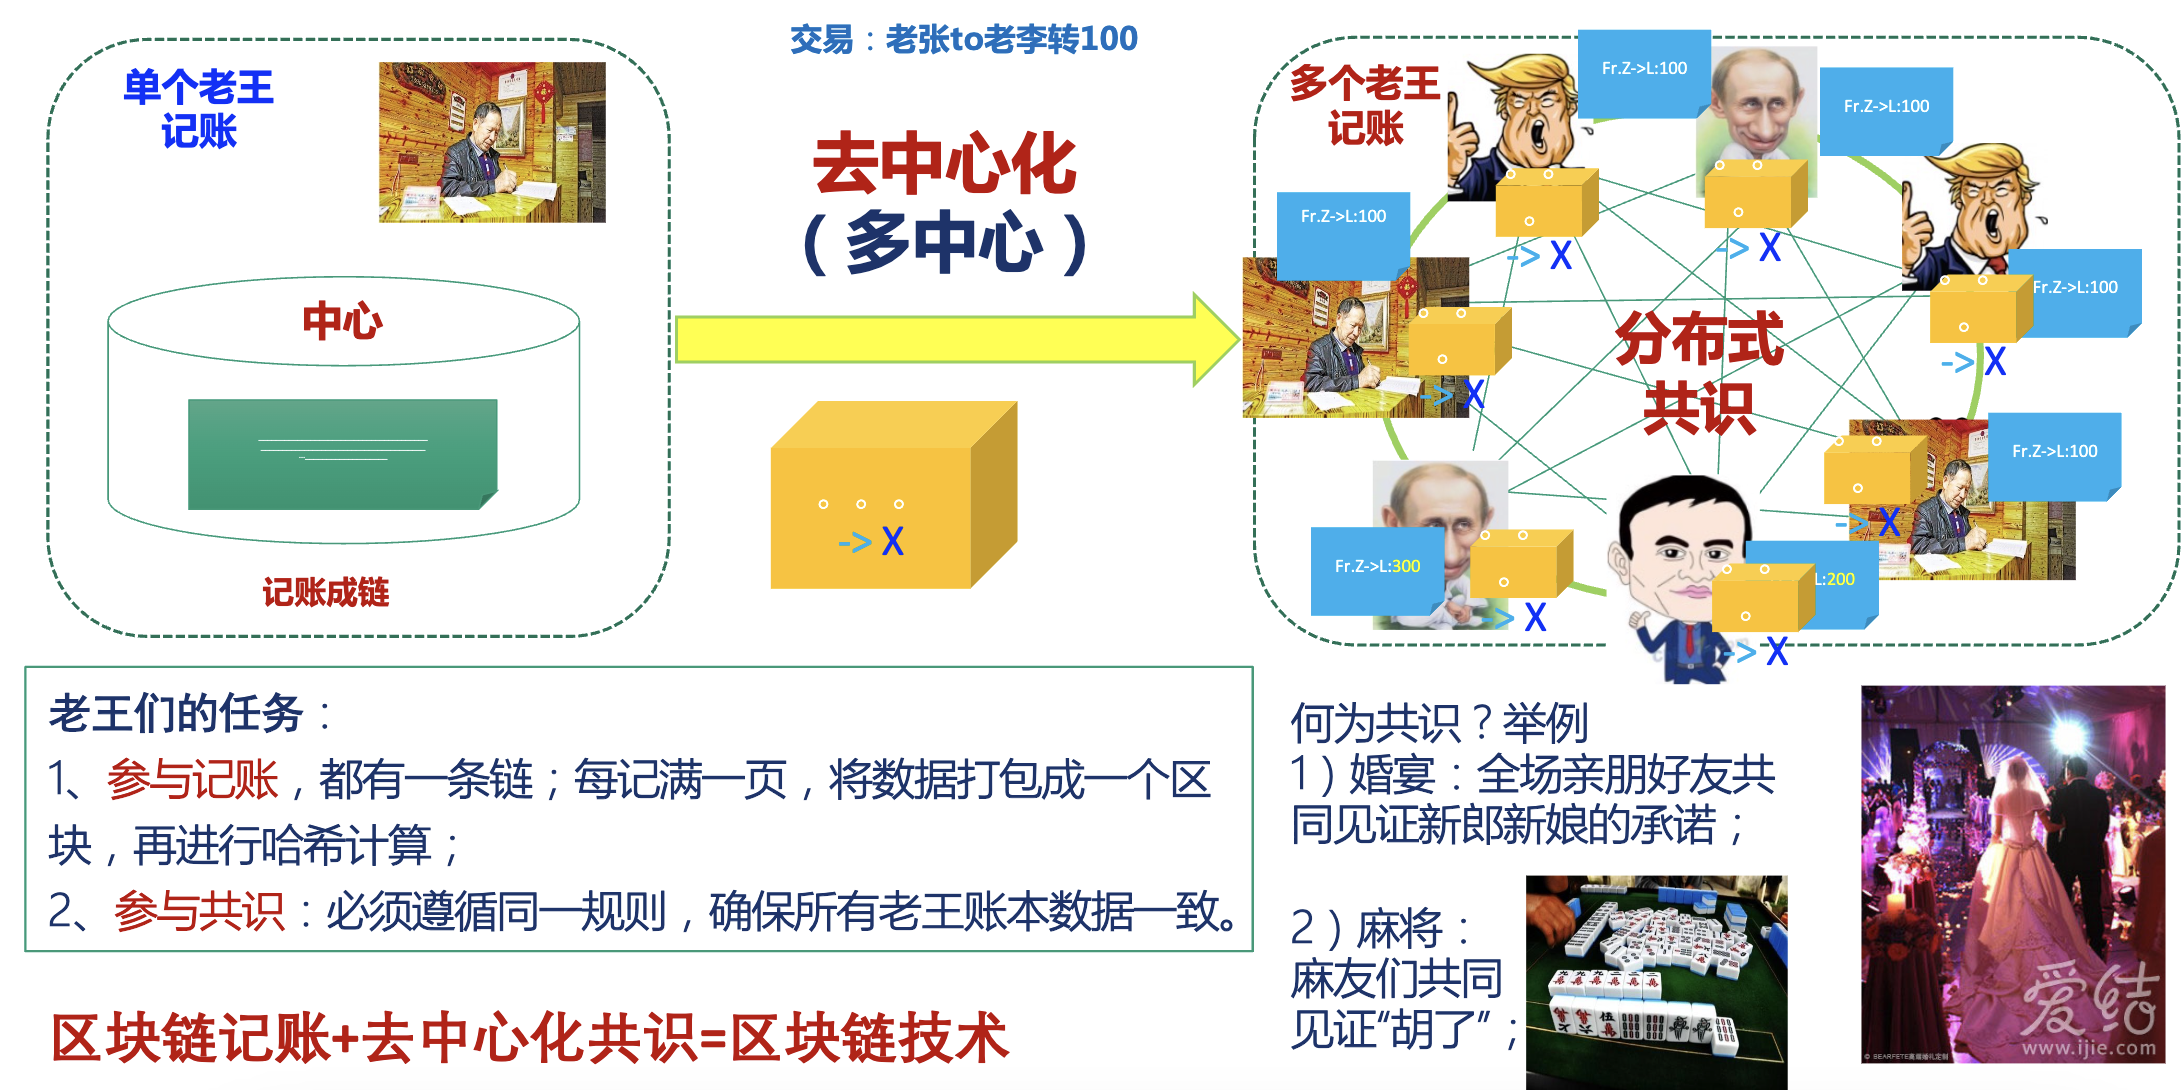 单个老王
记账
中心
记账成链
交易：老张to老李转100
去中心化
（多中心）
-> X
多个老王
记账
Fr.Z->L:100
Fr.Z->L:100
Fr.Z->L:100
Fr.Z->L:100
Fr.Z->L:100
Fr.Z->L:300
L:200
-> X
-> X
-> X
-> X
-> X
-> X
-> X
分布式
共识
老王们的任务：
1、参与记账，都有一条链；每记满一页，将数据打包成一个区
块，再进行哈希计算；
2、参与共识：必须遵循同一规则，确保所有老王账本数据一致。
区块链记账+去中心化共识=区块链技术
何为共识？举例
1）婚宴：全场亲朋好友共
同见证新郎新娘的承诺；
2）麻将：
麻友们共同
见证“胡了”；
爱结
www.ijie.com